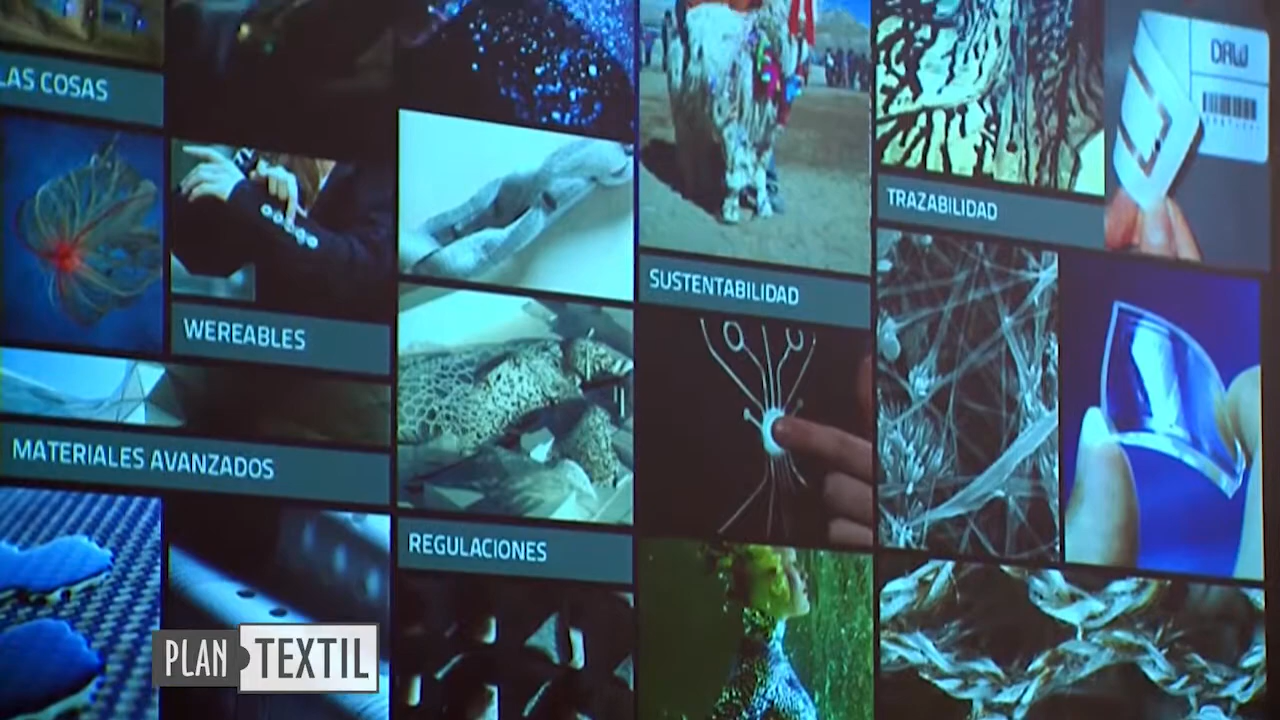 LAS COSAS
WEREABLES
MATERIALES AVANZADOS
REGULACIONES
SUSTENTABILIDAD
TRAZABILIDAD
DAW
PLAN TEXTIL